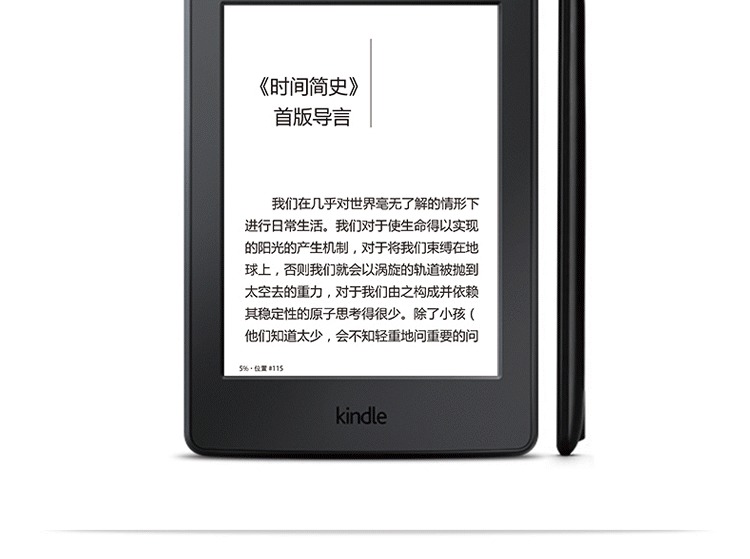 《时间简史》
首版导言
我们在几乎对世界毫无了解的情形下
进行日常生活。我们对于使生命得以实现
的阳光的产生机制，对于将我们束缚在地
球上，否则我们就会以涡旋的轨道被抛到
太空去的重力，对于我们由之构成并依赖
其稳定性的原子思考得很少。除了小孩（
他们知道太少，会不知轻重地问重要的问
5%·位置 #115
kindle